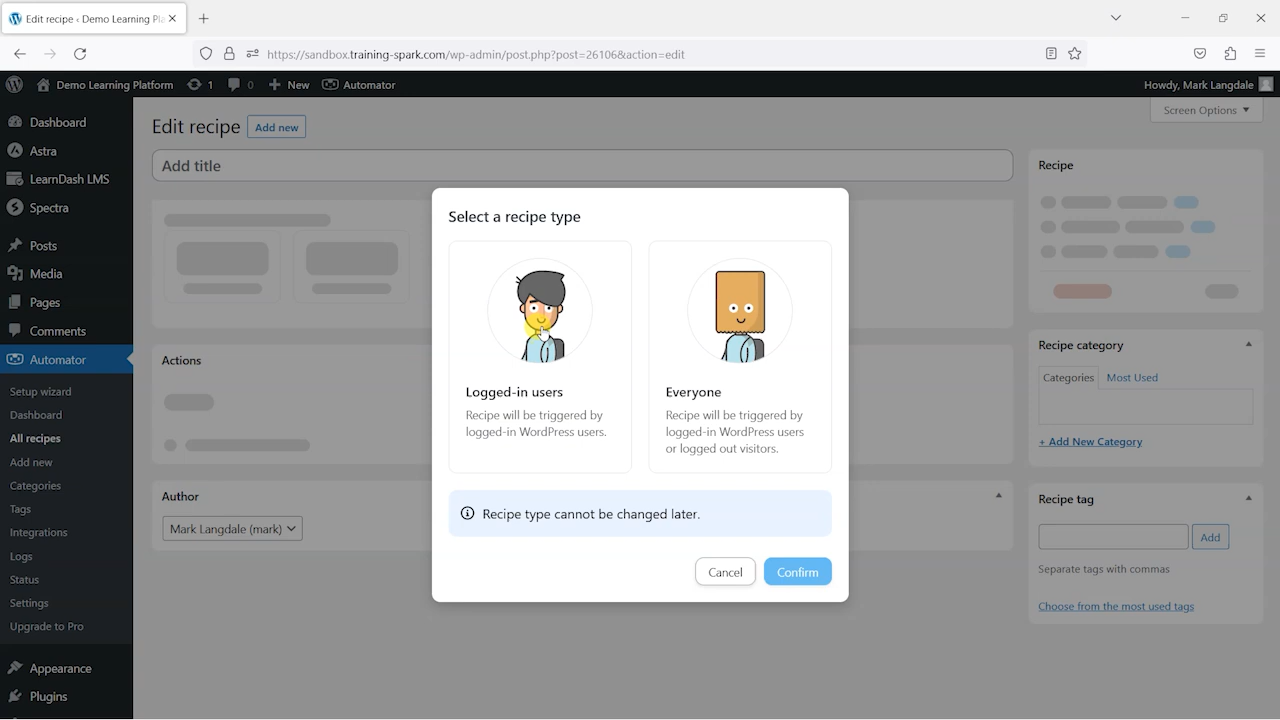 Edit recipe ‹ Demo Learning Pla
https://sandbox.training-spark.com/wp-admin/post.php?post=26106&action=edit
Demo Learning Platform
1
0
New
Automator
Howdy, Mark Langdale
Dashboard
Astra
LearnDash LMS
Spectra
Posts
Media
Pages
Comments
Automator
Setup wizard
Dashboard
All recipes
Add new
Categories
Tags
Integrations
Logs
Status
Settings
Upgrade to Pro
Appearance
Plugins
Edit recipe
Add new
Screen Options
Add title
Actions
Author
Mark Langdale (mark)
Select a recipe type
Logged-in users
Recipe will be triggered by
logged-in WordPress users.
Everyone
Recipe will be triggered by
logged-in WordPress users
or logged out visitors.
Recipe type cannot be changed later.
Cancel
Confirm
Recipe
Recipe category
Categories
Most Used
+ Add New Category
Recipe tag
Add
Separate tags with commas
Choose from the most used tags